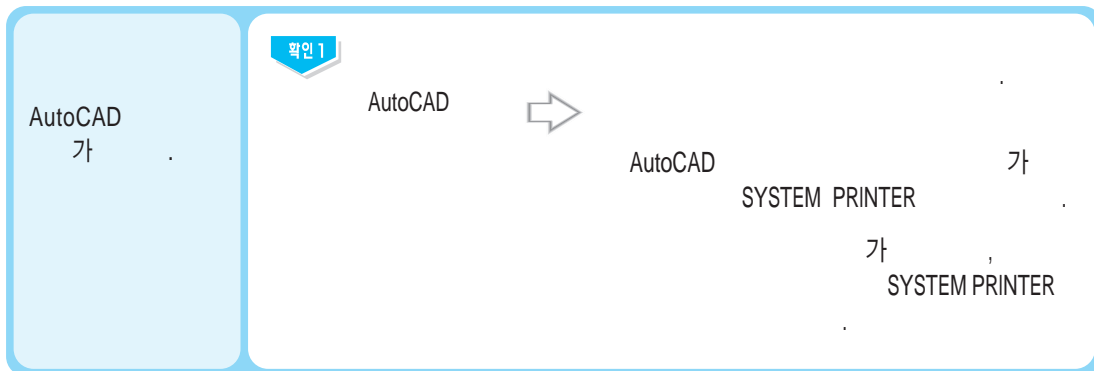 AutoCAD
가 .
확인 1
.
AutoCAD
AutoCAD 가
SYSTEM PRINTER .
가 ,
SYSTEM PRINTER
.